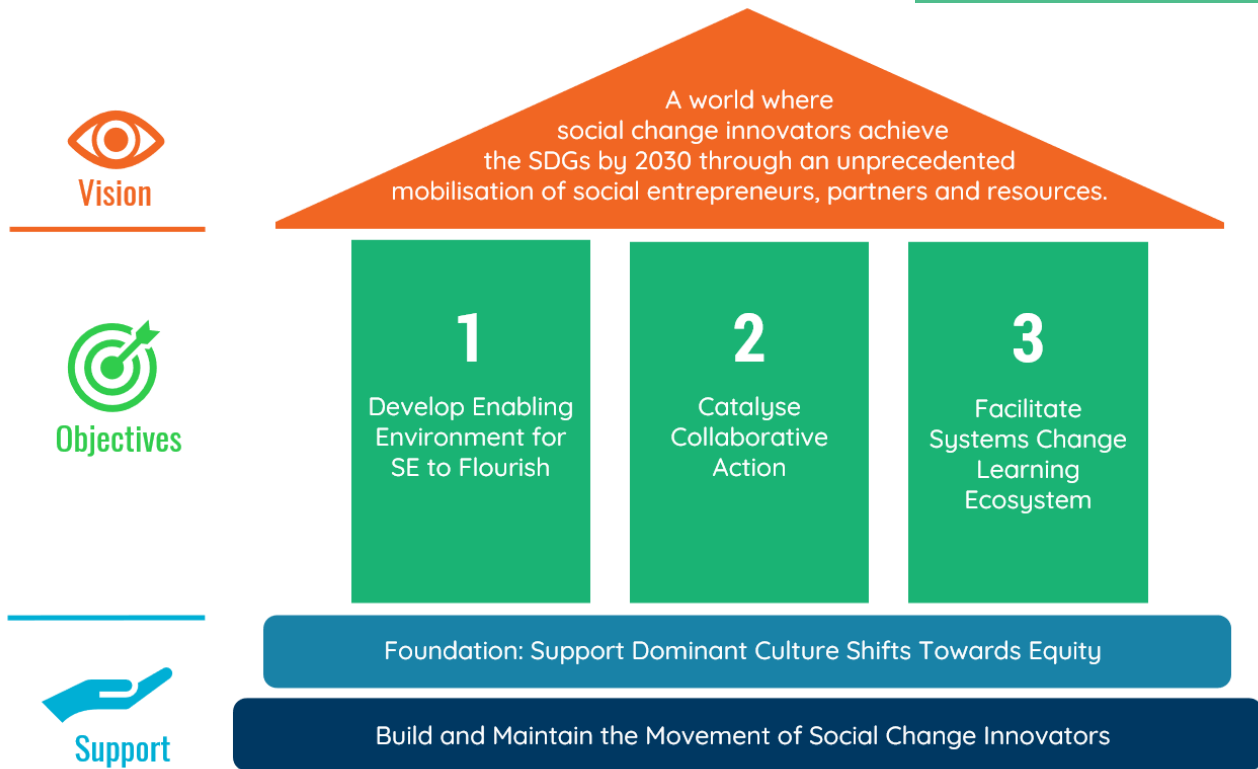 Vision
A world where
social change innovators achieve
the SDGs by 2030 through an unprecedented
mobilisation of social entrepreneurs, partners and resources.
Objectives
1
Develop Enabling
Environment for
SE to Flourish
2
Catalyse
Collaborative
Action
3
Facilitate
Systems Change
Learning
Ecosystem
Support
Foundation: Support Dominant Culture Shifts Towards Equity
Build and Maintain the Movement of Social Change Innovators